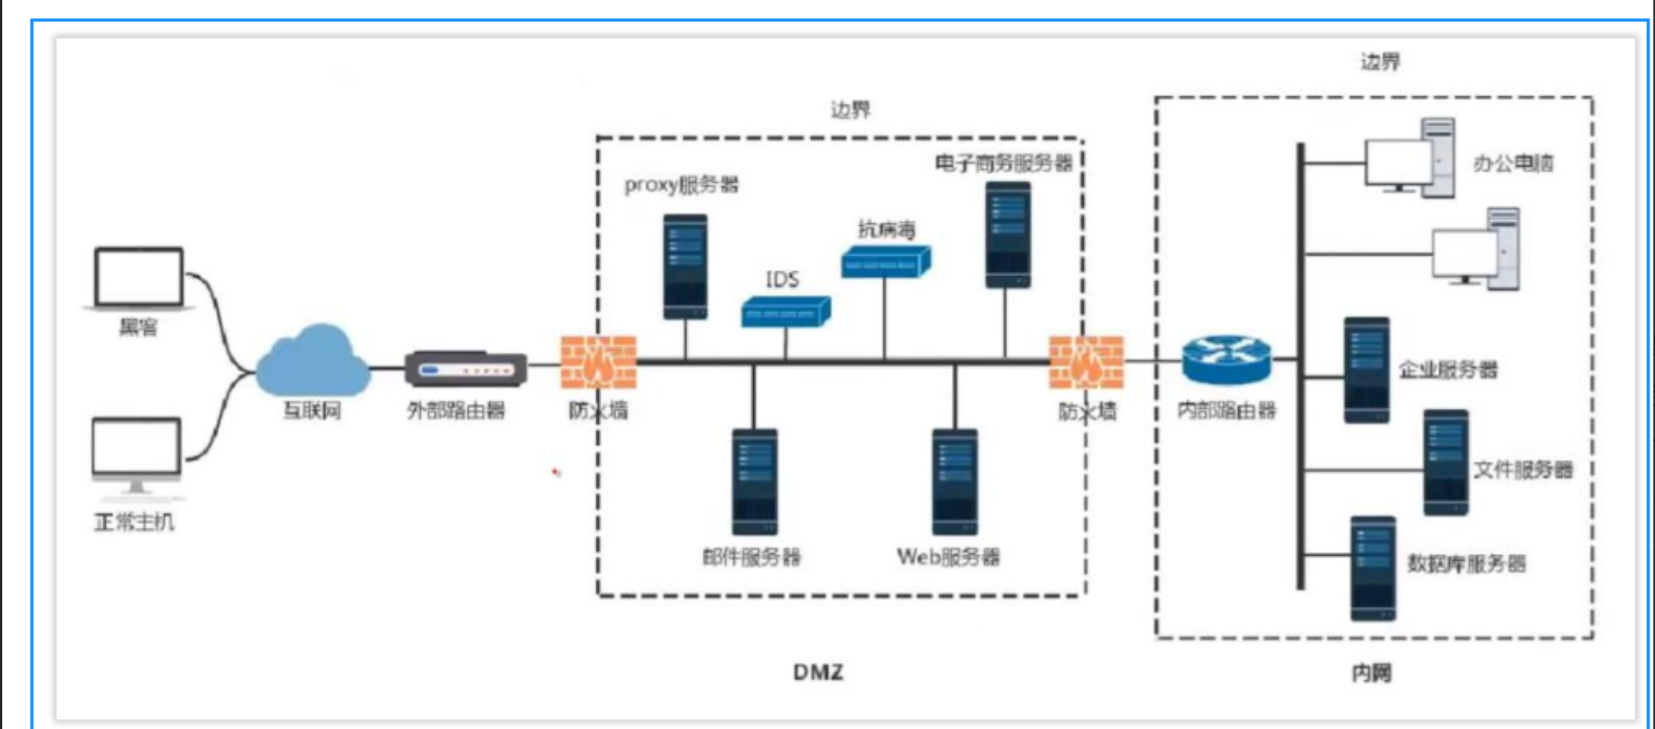 边界
边界
proxy服务器
电子商务服务器
抗病毒
IDS
黑客
互联网
外部路由器
防火墙
防火墙
内部路由器
正常主机
邮件服务器
Web服务器
办公电脑
企业服务器
文件服务器
数据库服务器
DMZ
内网